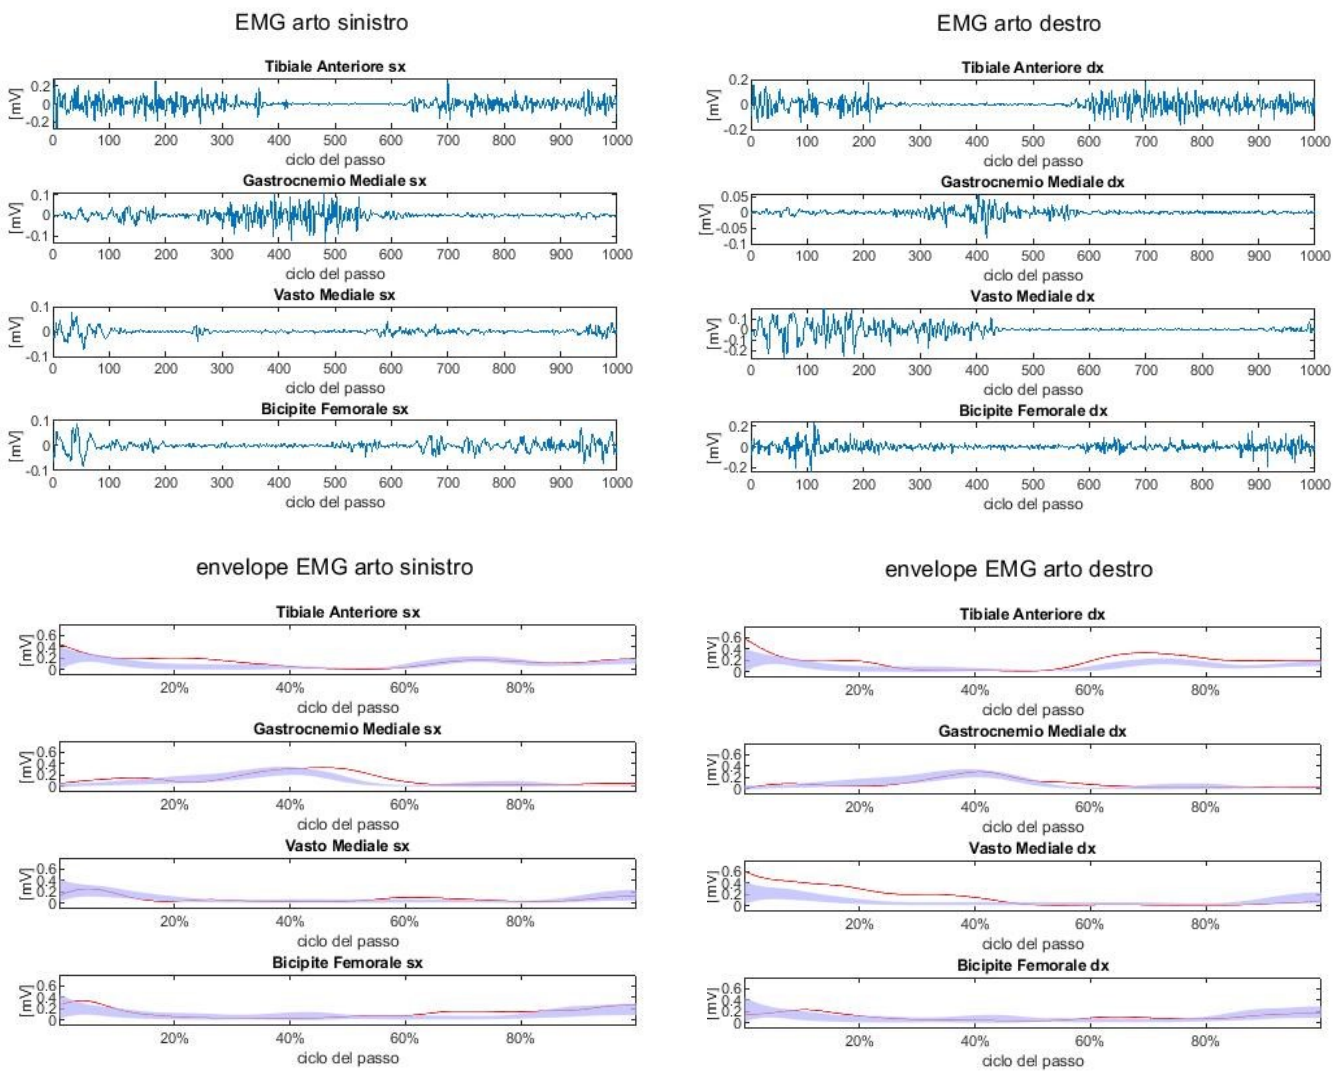 EMG arto sinistro
Tibiale Anteriore sx
[mV]
0.2
0
-0.2
0 100 200 300 400 500 600 700 800 900 1000
ciclo del passo
Gastrocnemio Mediale sx
[mV]
0.1
0
-0.1
0 100 200 300 400 500 600 700 800 900 1000
ciclo del passo
Vasto Mediale sx
[mV]
0.1
0
-0.1
0 100 200 300 400 500 600 700 800 900 1000
ciclo del passo
Bicipite Femorale sx
[mV]
0.1
0
-0.1
0 100 200 300 400 500 600 700 800 900 1000
ciclo del passo
EMG arto destro
Tibiale Anteriore dx
[mV]
0.2
0
-0.2
0 100 200 300 400 500 600 700 800 900 1000
ciclo del passo
Gastrocnemio Mediale dx
[mV]
0.05
0
-0.05
-0.1
0 100 200 300 400 500 600 700 800 900 1000
ciclo del passo
Vasto Mediale dx
[mV]
0.1
0
-0.1
-0.2
0 100 200 300 400 500 600 700 800 900 1000
ciclo del passo
Bicipite Femorale dx
[mV]
0.2
0
-0.2
0 100 200 300 400 500 600 700 800 900 1000
ciclo del passo
envelope EMG arto sinistro
Tibiale Anteriore sx
[mV]
0.6
0.4
0.2
0
20% 40% 60% 80%
ciclo del passo
Gastrocnemio Mediale sx
[mV]
0.6
0.4
0.2
0
20% 40% 60% 80%
ciclo del passo
Vasto Mediale sx
[mV]
0.6
0.4
0.2
0
20% 40% 60% 80%
ciclo del passo
Bicipite Femorale sx
[mV]
0.6
0.4
0.2
0
20% 40% 60% 80%
ciclo del passo
envelope EMG arto destro
Tibiale Anteriore dx
[mV]
0.6
0.4
0.2
0
20% 40% 60% 80%
ciclo del passo
Gastrocnemio Mediale dx
[mV]
0.6
0.4
0.2
0
20% 40% 60% 80%
ciclo del passo
Vasto Mediale dx
[mV]
0.6
0.4
0.2
0
20% 40% 60% 80%
ciclo del passo
Bicipite Femorale dx
[mV]
0.6
0.4
0.2
0
20% 40% 60% 80%
ciclo del passo